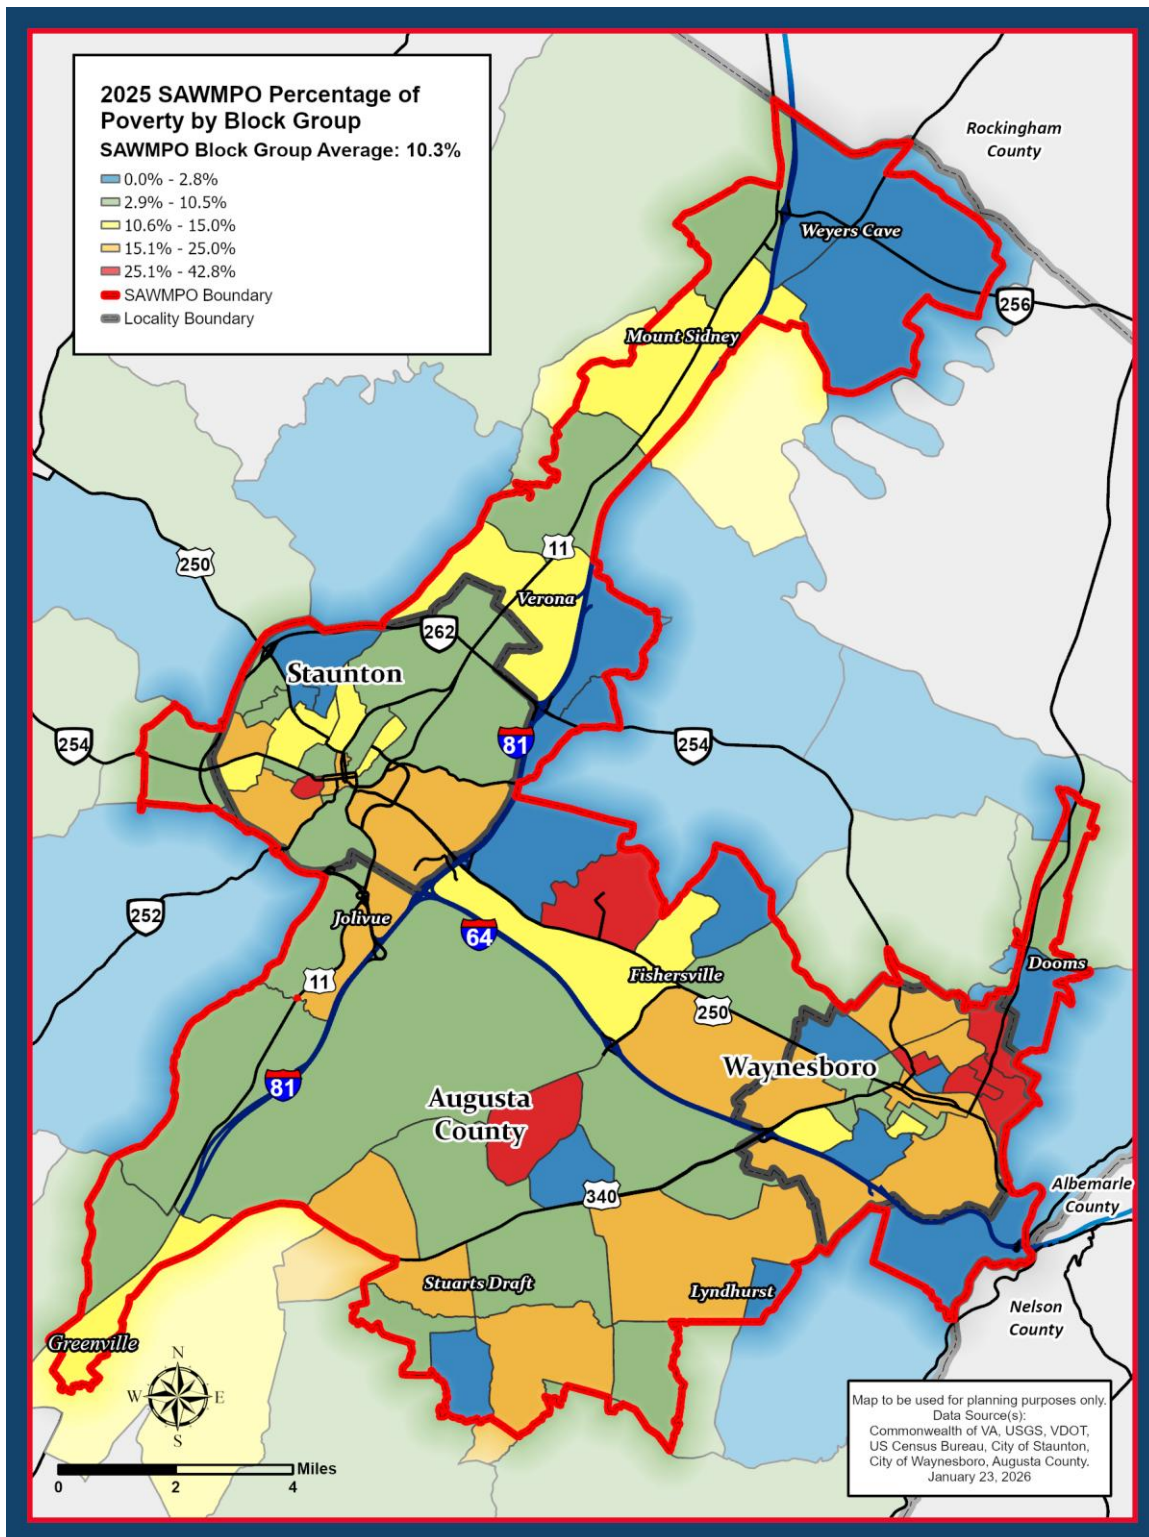 2025 SAWMPO Percentage of
Poverty by Block Group
SAWMPO Block Group Average: 10.3%
0.0% - 2.8%
2.9% - 10.5%
10.6% - 15.0%
15.1% - 25.0%
25.1% - 42.8%
SAWMPO Boundary
Locality Boundary
Rockingham
County
Weyers Cave
256
Mount Sidney
11
250
Verona
262
Staunton
254
81
254
252
Jolivue
64
11
Fishersville
Dooms
250
Waynesboro
81
Augusta
County
340
Albemarle
County
Stuarts Draft
Lyndhurst
Nelson
County
Greenville
N
W
E
S
Miles
0
2
4
Map to be used for planning purposes only.
Data Source(s):
Commonwealth of VA, USGS, VDOT,
US Census Bureau, City of Staunton,
City of Waynesboro, Augusta County.
January 23, 2026